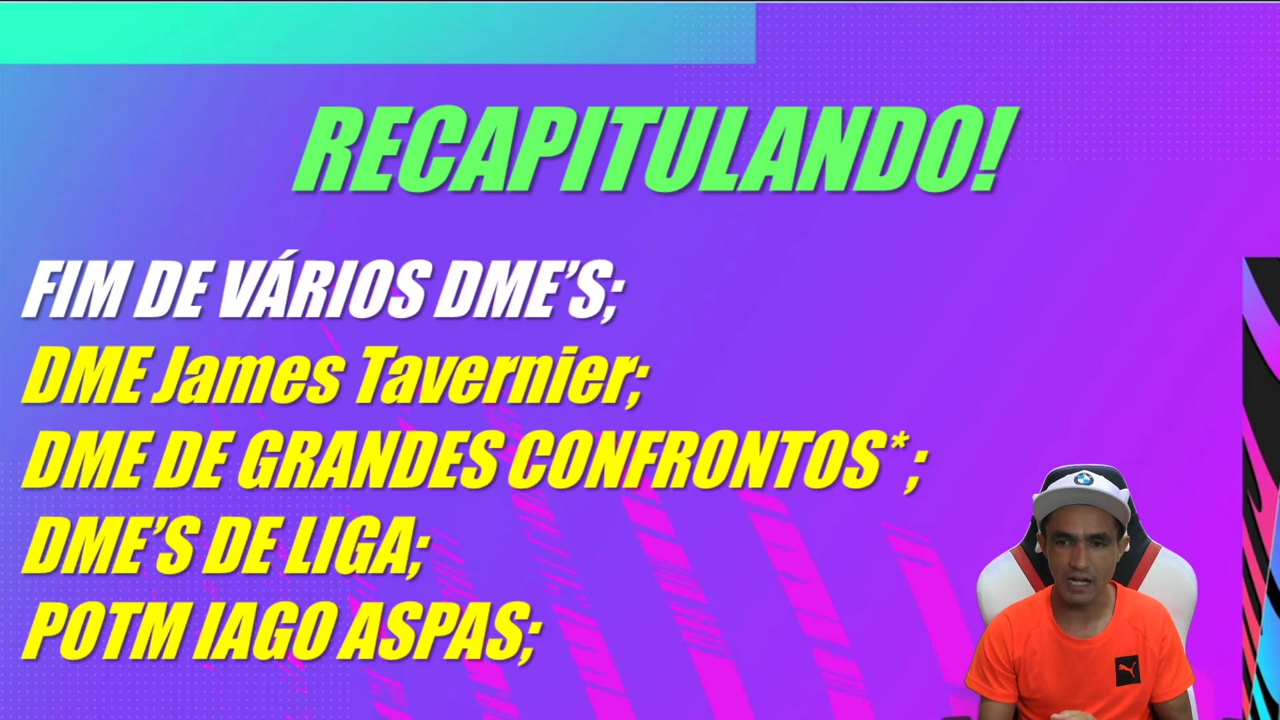 RECAPITULANDO!
FIM DE VÁRIOS DME’S;
DME James Tavernier;
DME DE GRANDES CONFRONTOS*;
DME’S DE LIGA;
POTM IAGO ASPAS;